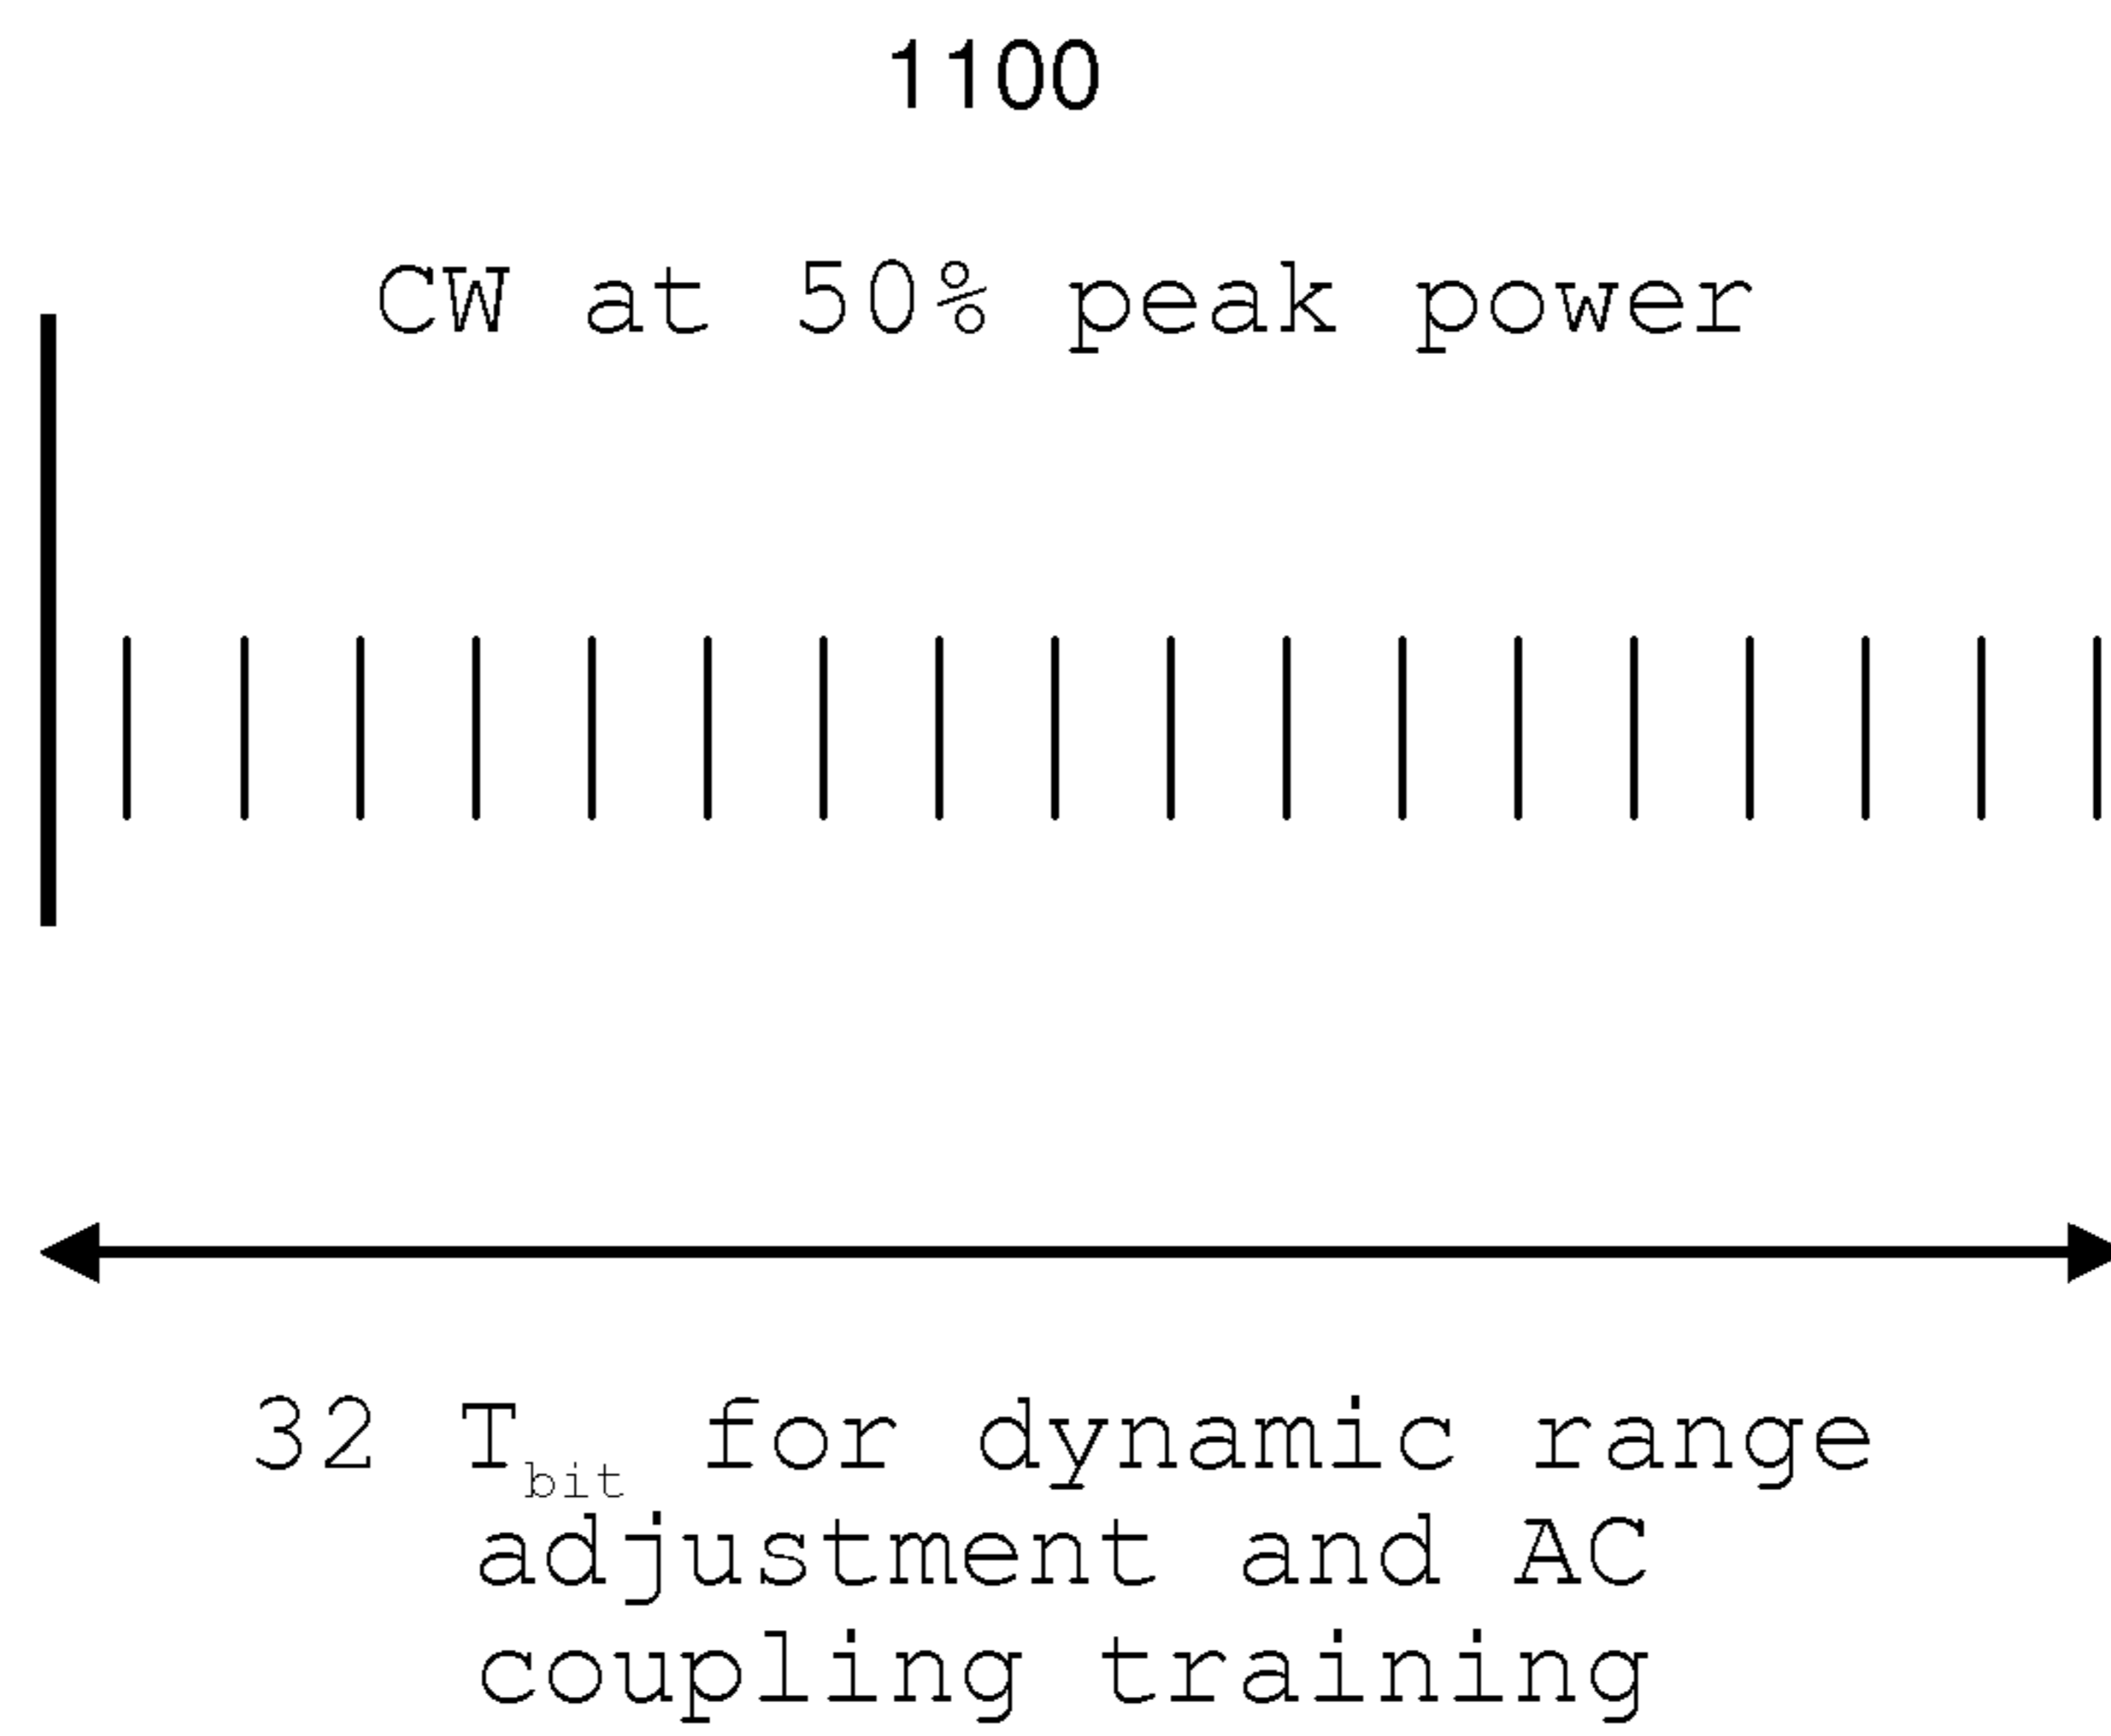 1100
CW at 50% peak power
32 Tbit for dynamic range
adjustment and AC
coupling training